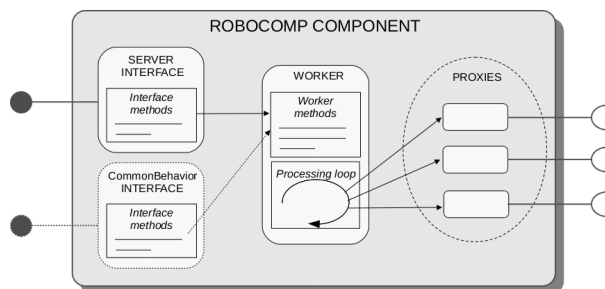 ROBOCOMP COMPONENT
SERVER
INTERFACE
Interface
methods
CommonBehavior
INTERFACE
Interface
methods
WORKER
Worker
methods
Processing loop
PROXIES